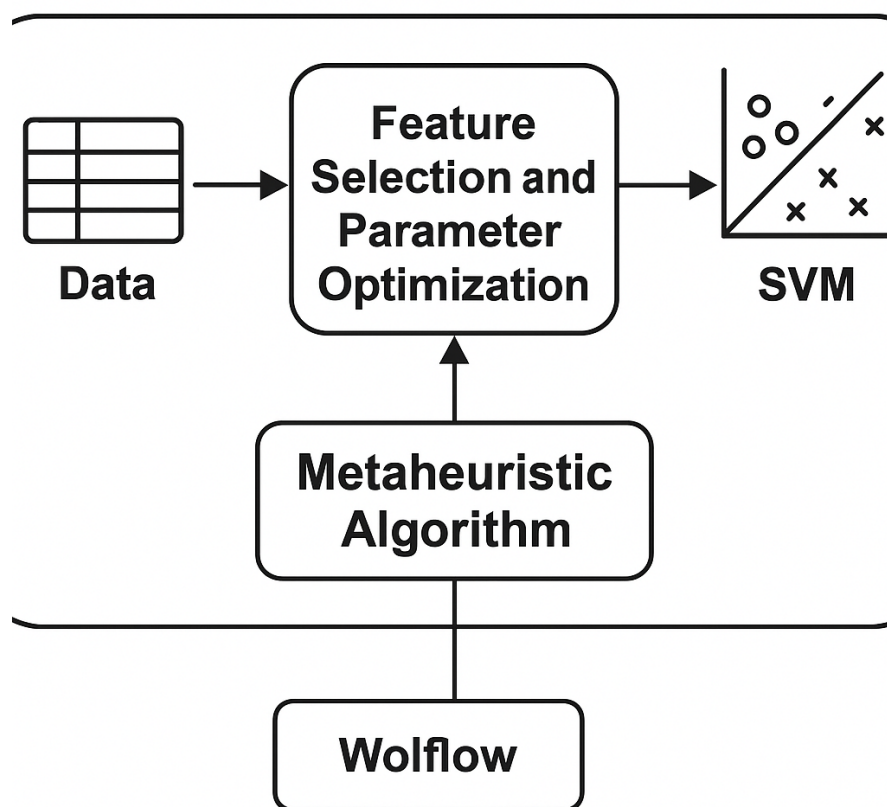 Feature
Selection and
Parameter
Optimization
Data
SVM
Metaheuristic
Algorithm
Wolflow